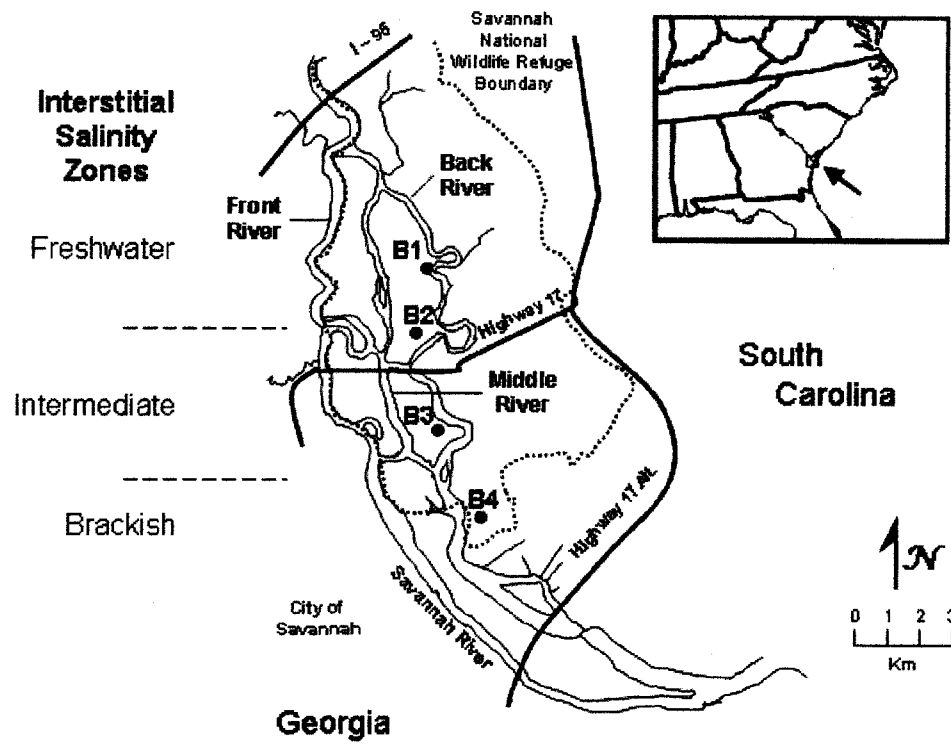 I - 95
Savannah
National
Wildlife Refuge
Boundary
Interstitial
Salinity
Zones
Back
River
Front
River
Freshwater
B1
B2
Highway 17
South
Carolina
Intermediate
Middle
River
B3
Brackish
B4
Highway 17 Alt.
N
City of
Savannah
Savannah River
0 1 2 3
Km
Georgia